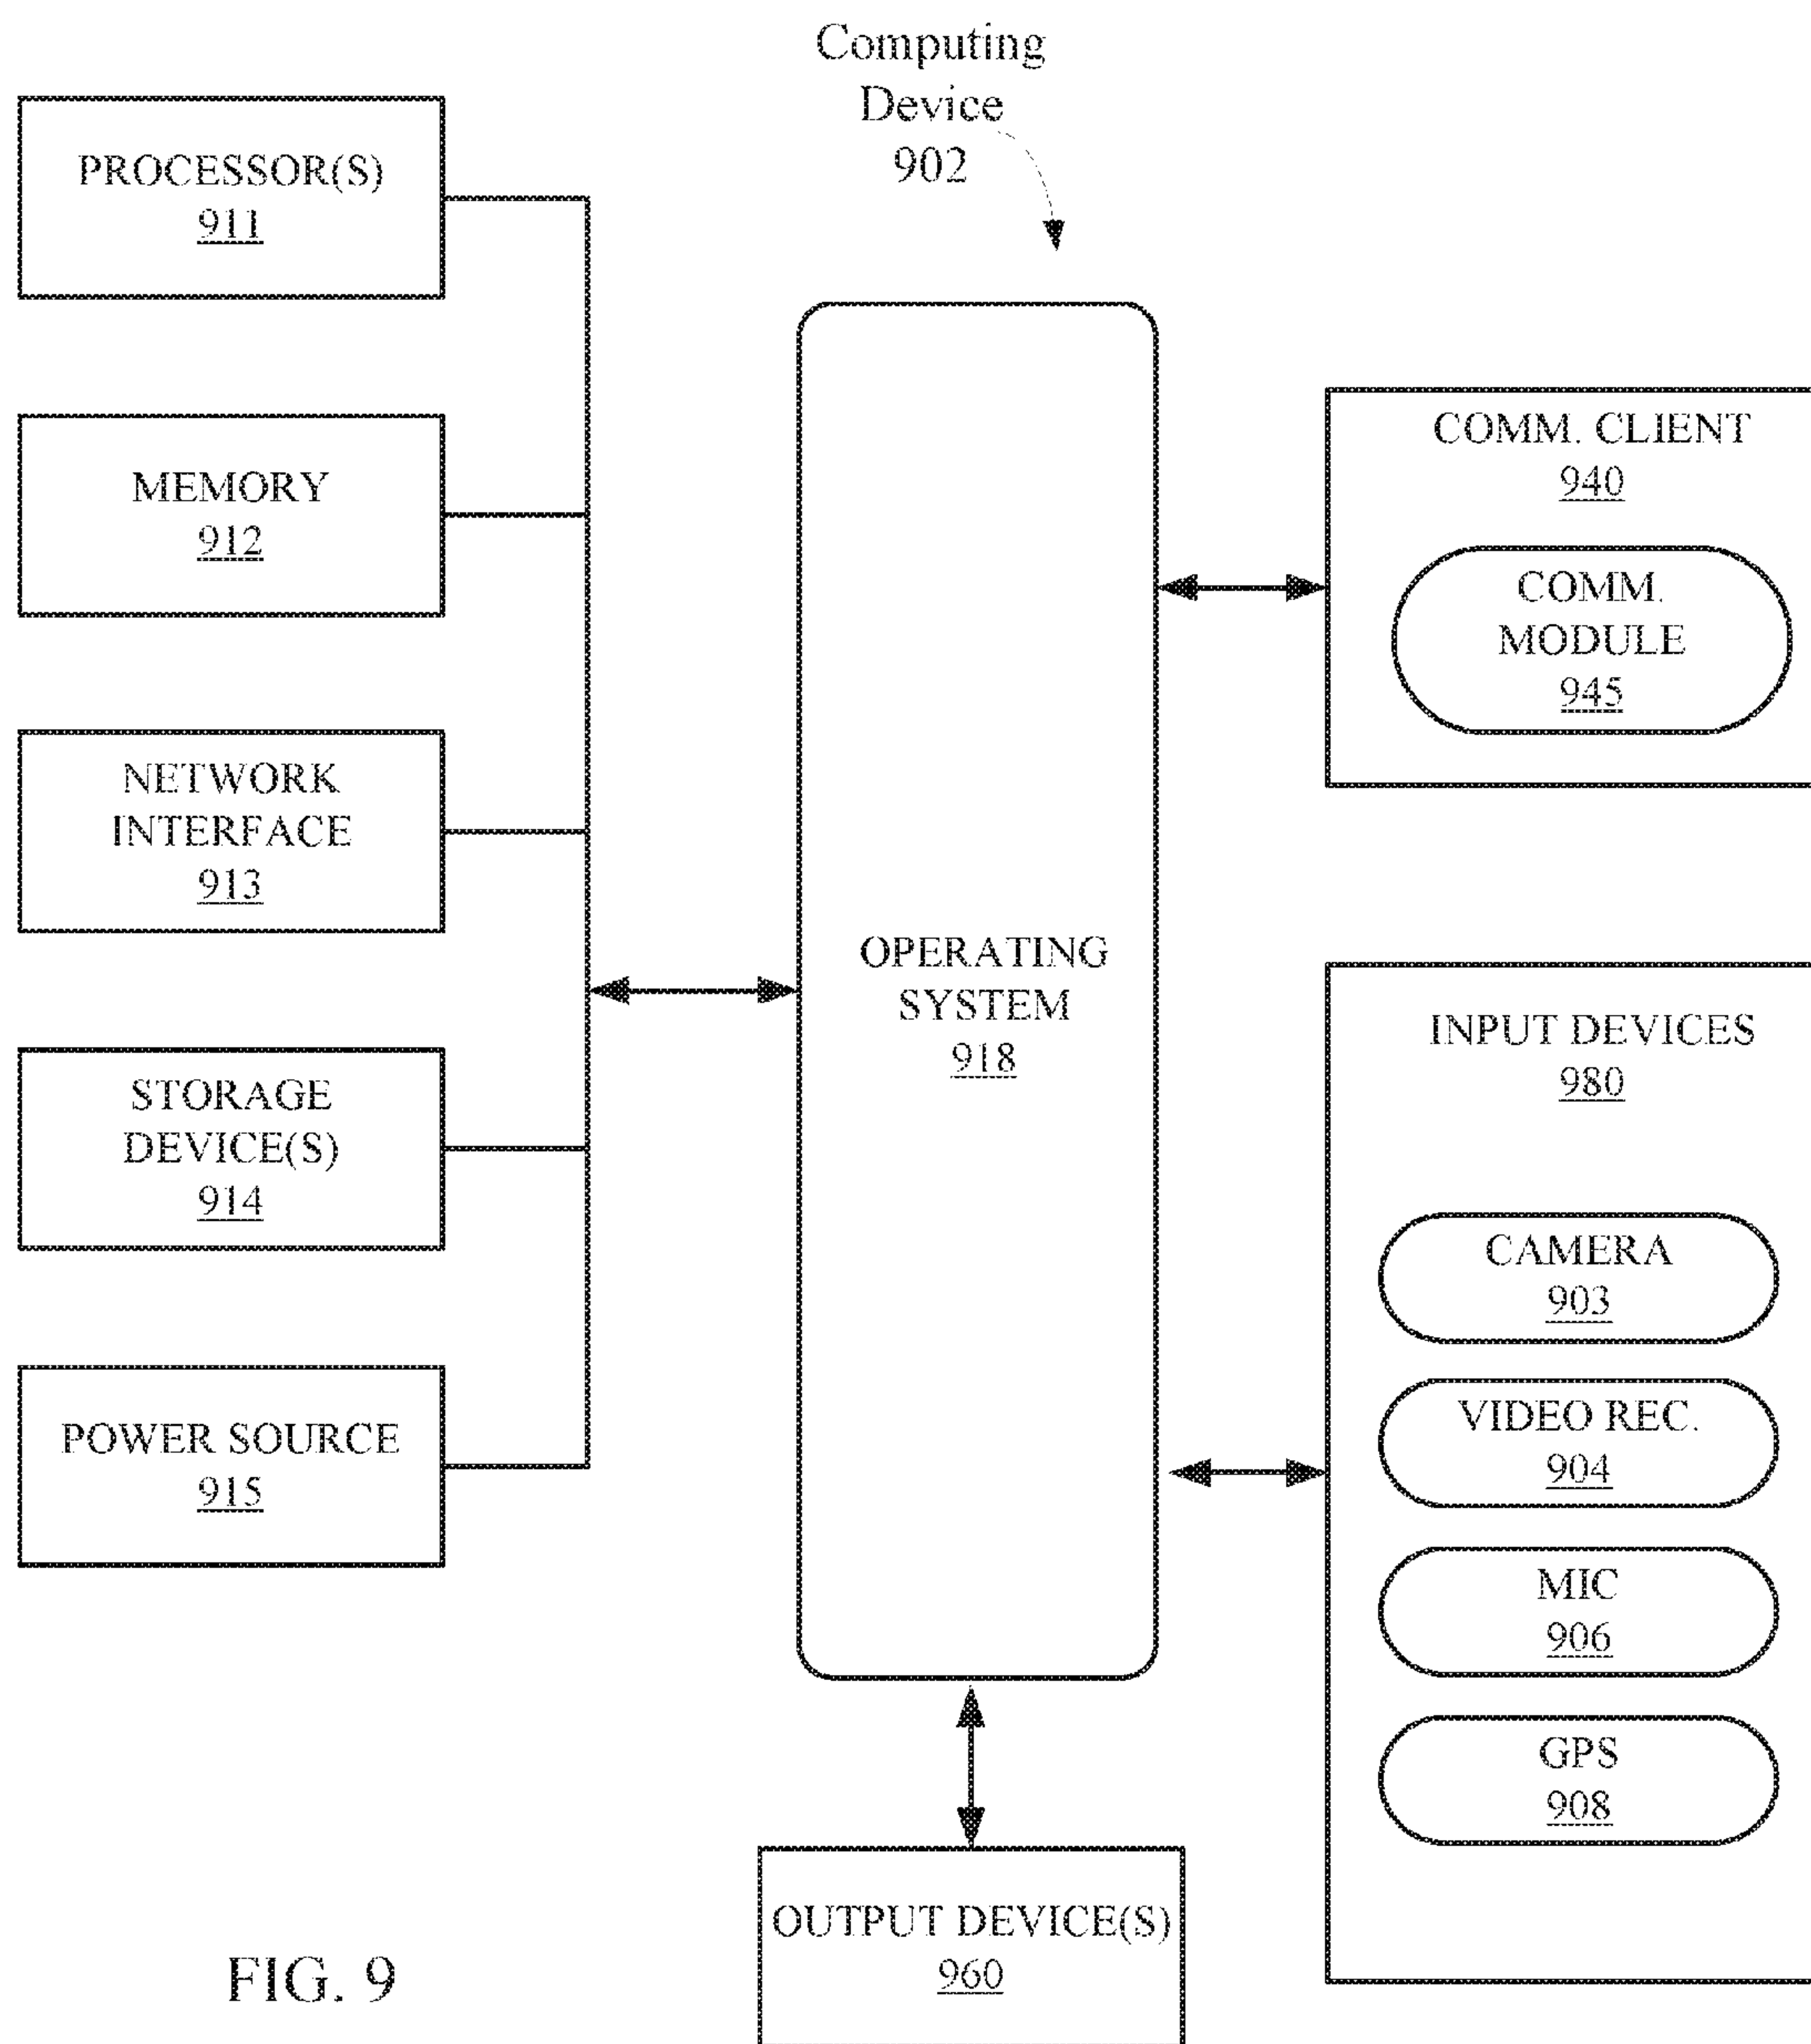 Computing
Device
902
PROCESSOR(S)
911
MEMORY
912
NETWORK
INTERFACE
913
STORAGE
DEVICE(S)
914
POWER SOURCE
915
OPERATING
SYSTEM
918
COMM. CLIENT
940
COMM.
MODULE
945
INPUT DEVICES
980
CAMERA
903
VIDEO REC.
904
MIC
906
GPS
908
OUTPUT DEVICE(S)
960
FIG. 9